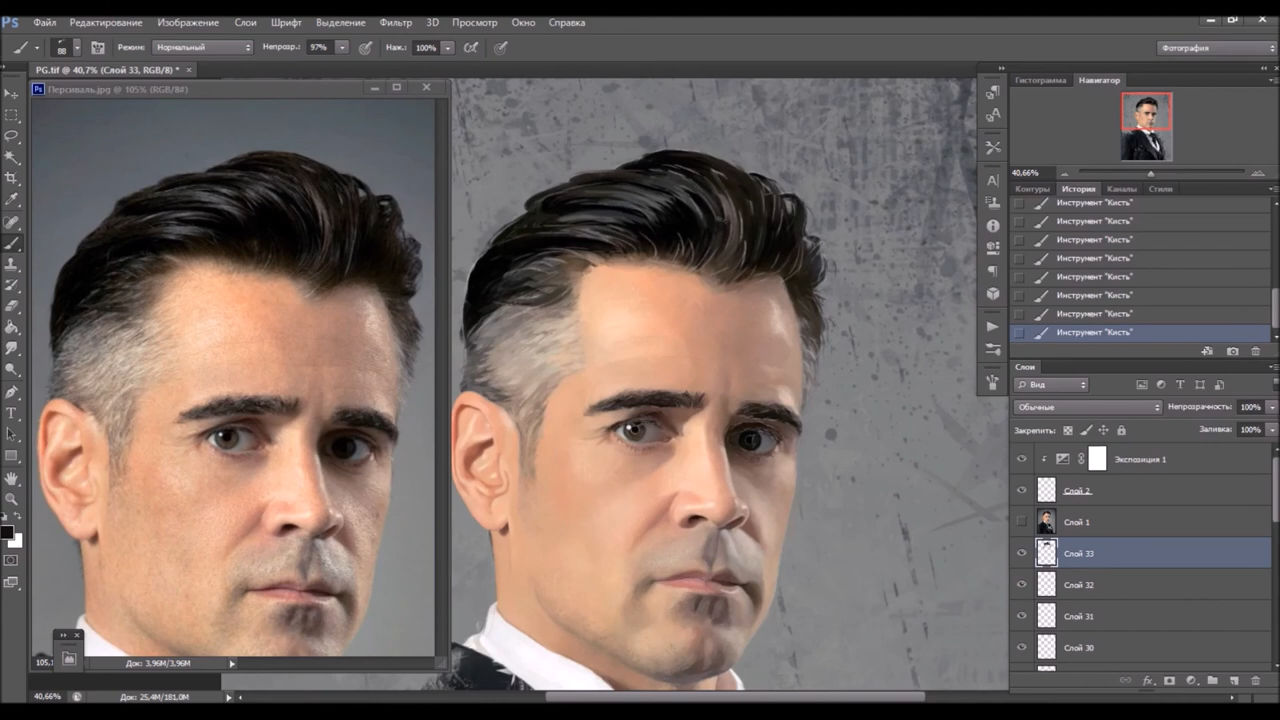 Ps Файл Редактирование Изображение Слои Шрифт Выделение Фильтр 3D Просмотр Окно Справка
88 Режим: Нормальный Непрозр.: 97% Наж.: 100% Фотография
PG.tif @ 40,7% (Слой 33, RGB/8) * ×
Ps Персиваль.jpg @ 105% (RGB/8#)
Гистограмма Навигатор
40,66%
Контуры История Каналы Стили
Инструмент "Кисть"
Инструмент "Кисть"
Инструмент "Кисть"
Инструмент "Кисть"
Инструмент "Кисть"
Инструмент "Кисть"
Инструмент "Кисть"
Инструмент "Кисть"
Слои
Вид
Обычные Непрозрачность: 100%
Закрепить: Заливка: 100%
Экспозиция 1
Слой 2
Слой 1
Слой 33
Слой 32
Слой 31
Слой 30
Док: 3,96M/3,96M
40,66% Док: 25,4M/181,0M